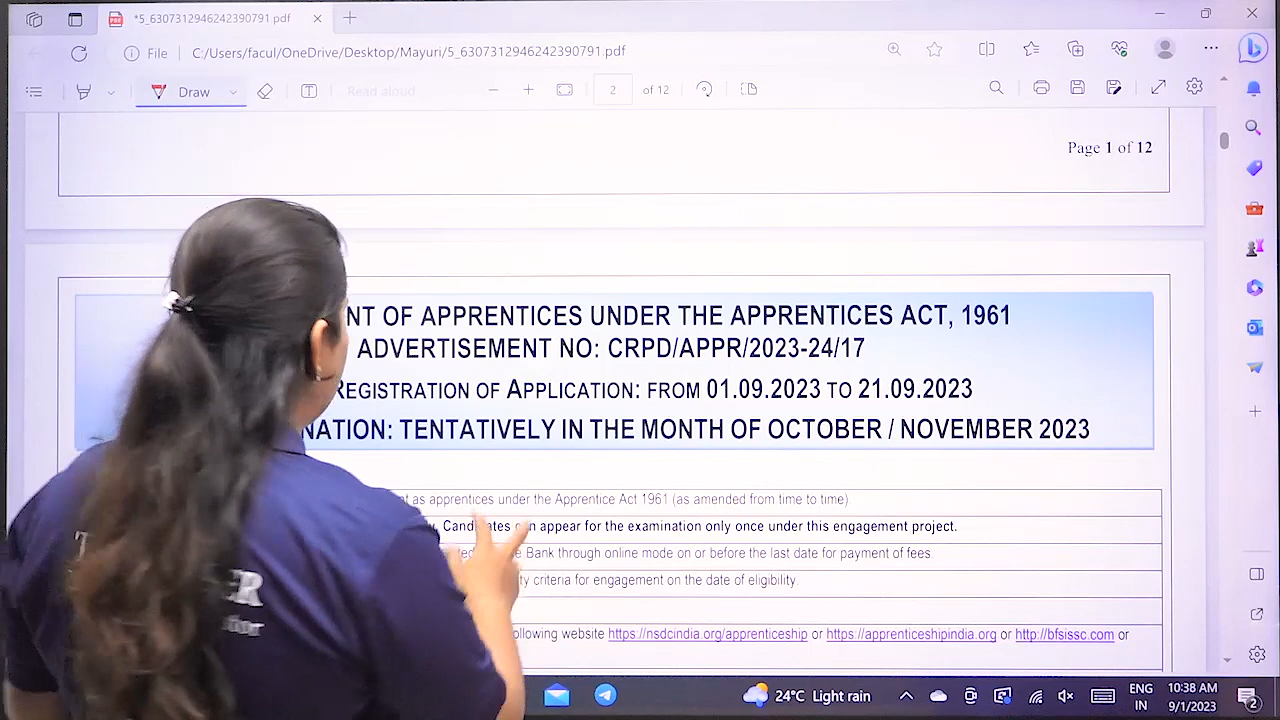 *5_6307312946242390791.pdf
File C:/Users/facul/OneDrive/Desktop/Mayuri/5_6307312946242390791.pdf
Draw Read aloud 2 of 12
Page 1 of 12
NT OF APPRENTICES UNDER THE APPRENTICES ACT, 1961
ADVERTISEMENT NO: CRPD/APPR/2023-24/17
REGISTRATION OF APPLICATION: FROM 01.09.2023 TO 21.09.2023
NATION: TENTATIVELY IN THE MONTH OF OCTOBER / NOVEMBER 2023
as apprentices under the Apprentice Act 1961 (as amended from time to time)
Candidates can appear for the examination only once under this engagement project.
Bank through online mode on or before the last date for payment of fees.
criteria for engagement on the date of eligibility
ollowing website https://nsdcindia.org/apprenticeship or https://apprenticeshipindia.org or http://bfsissc.com or
24°C Light rain ENG IN 10:38 AM 9/1/2023 2